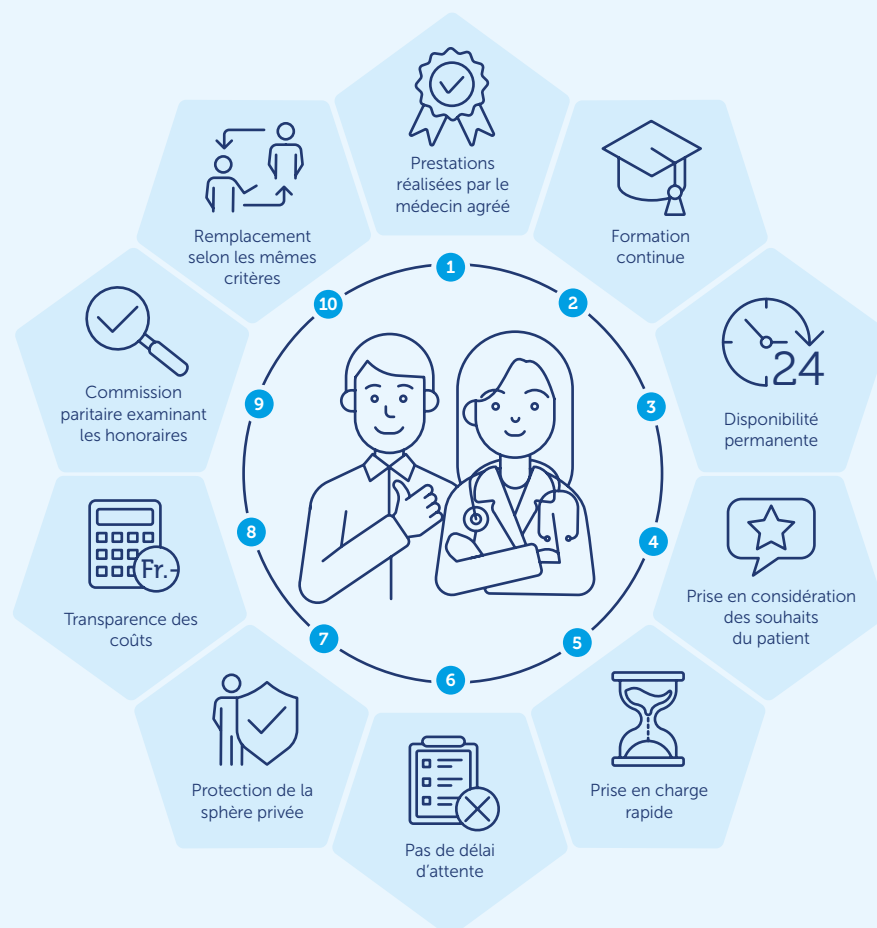 1
Prestations
réalisées par le
médecin agréé
2
Formation
continue
3
24
Disponibilité
permanente
4
Prise en considération
des souhaits
du patient
5
Prise en charge
rapide
6
Pas de délai
d’attente
7
Protection de la
sphère privée
8
Fr.-
Transparence des
coûts
9
Commission
paritaire examinant
les honoraires
10
Remplacement
selon les mêmes
critères